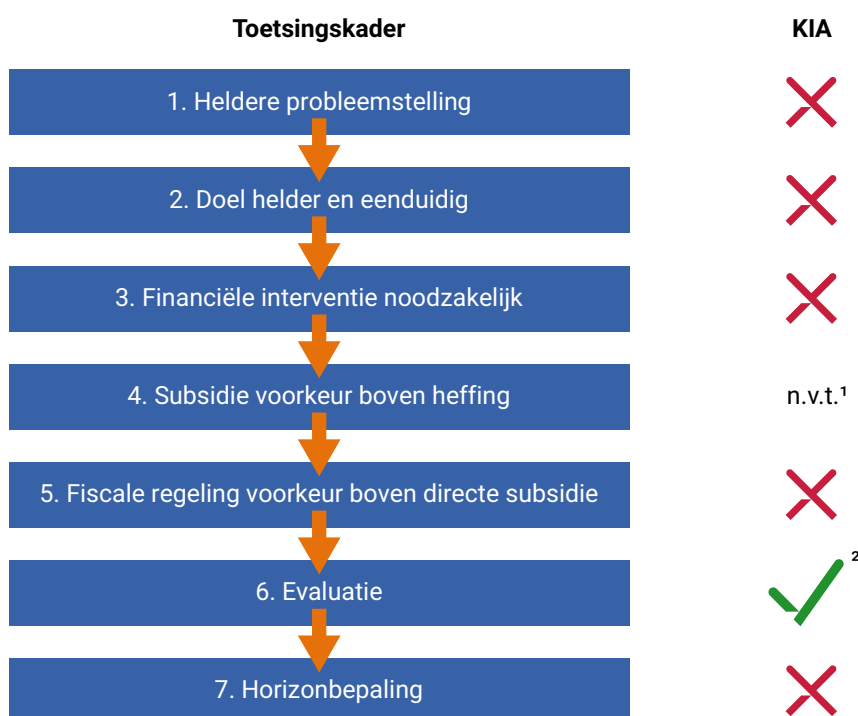 Toetsingskader KIA
1. Heldere probleemstelling
2. Doel helder en eenduidig
3. Financiële interventie noodzakelijk
4. Subsidie voorkeur boven heffing n.v.t.¹
5. Fiscale regeling voorkeur boven directe subsidie
6. Evaluatie ²
7. Horizonbepaling